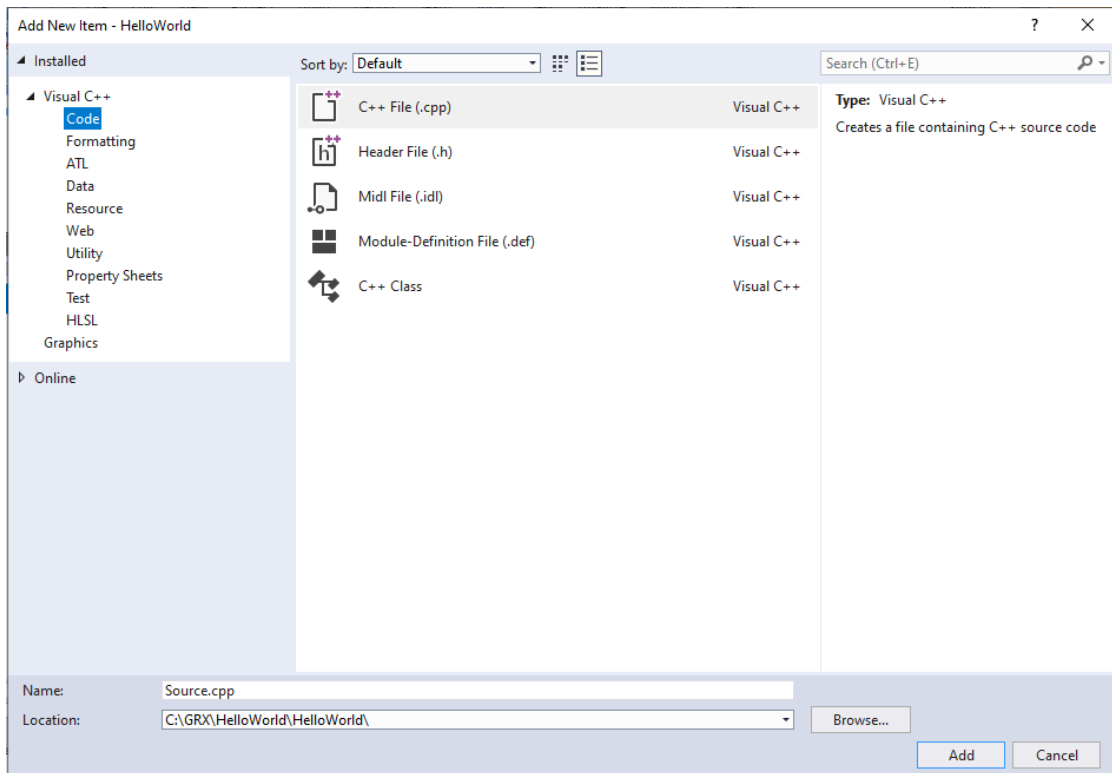 Add New Item - HelloWorld
?
Installed
Sort by: Default
Search (Ctrl+E)
Visual C++
Code
Formatting
ATL
Data
Resource
Web
Utility
Property Sheets
Test
HLSL
Graphics
Online
C++ File (.cpp) Visual C++
Header File (.h) Visual C++
Midl File (.idl) Visual C++
Module-Definition File (.def) Visual C++
C++ Class Visual C++
Type: Visual C++
Creates a file containing C++ source code
Name: Source.cpp
Location: C:\GRX\HelloWorld\HelloWorld\
Browse...
Add Cancel